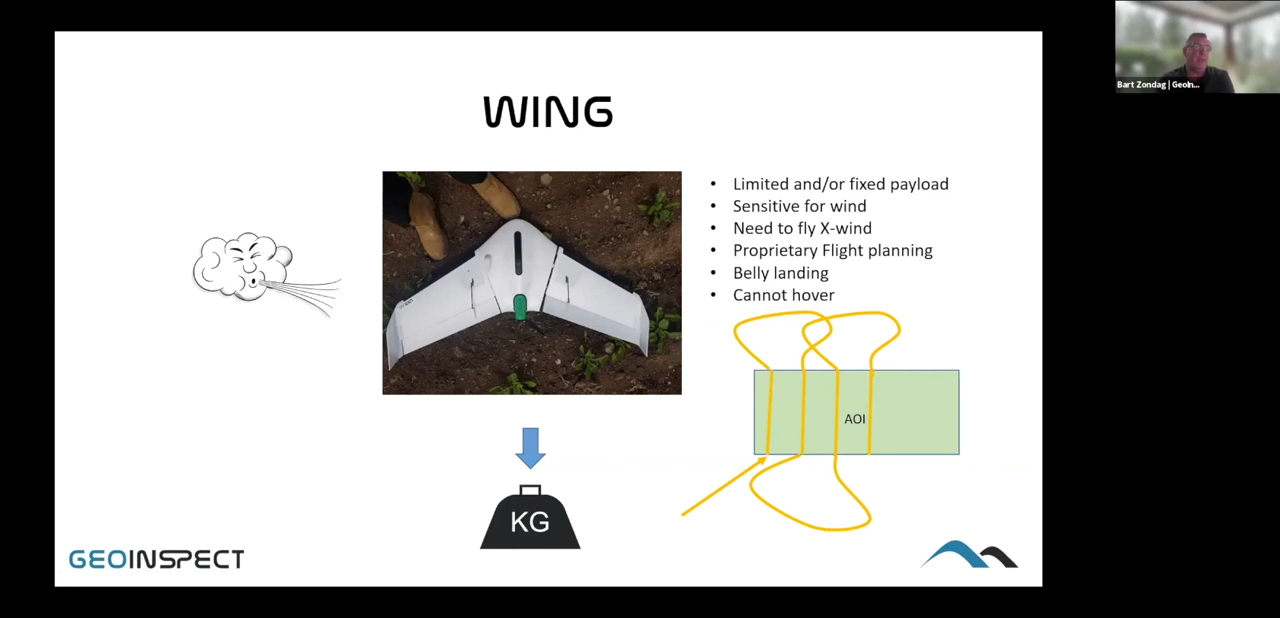 WING
• Limited and/or fixed payload
• Sensitive for wind
• Need to fly X-wind
• Proprietary Flight planning
• Belly landing
• Cannot hover
AOI
KG
GEOINSPECT
Bart Zondag | GeoIn...